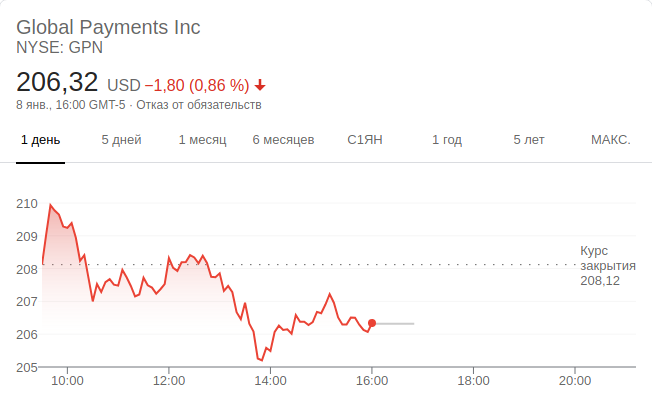 Global Payments Inc
NYSE: GPN
206,32 USD −1,80 (0,86 %)
8 янв., 16:00 GMT-5 · Отказ от обязательств
1 день 5 дней 1 месяц 6 месяцев С1ЯН 1 год 5 лет МАКС.
210
209
208
207
206
205
Курс
закрытия
208,12
10:00 12:00 14:00 16:00 18:00 20:00